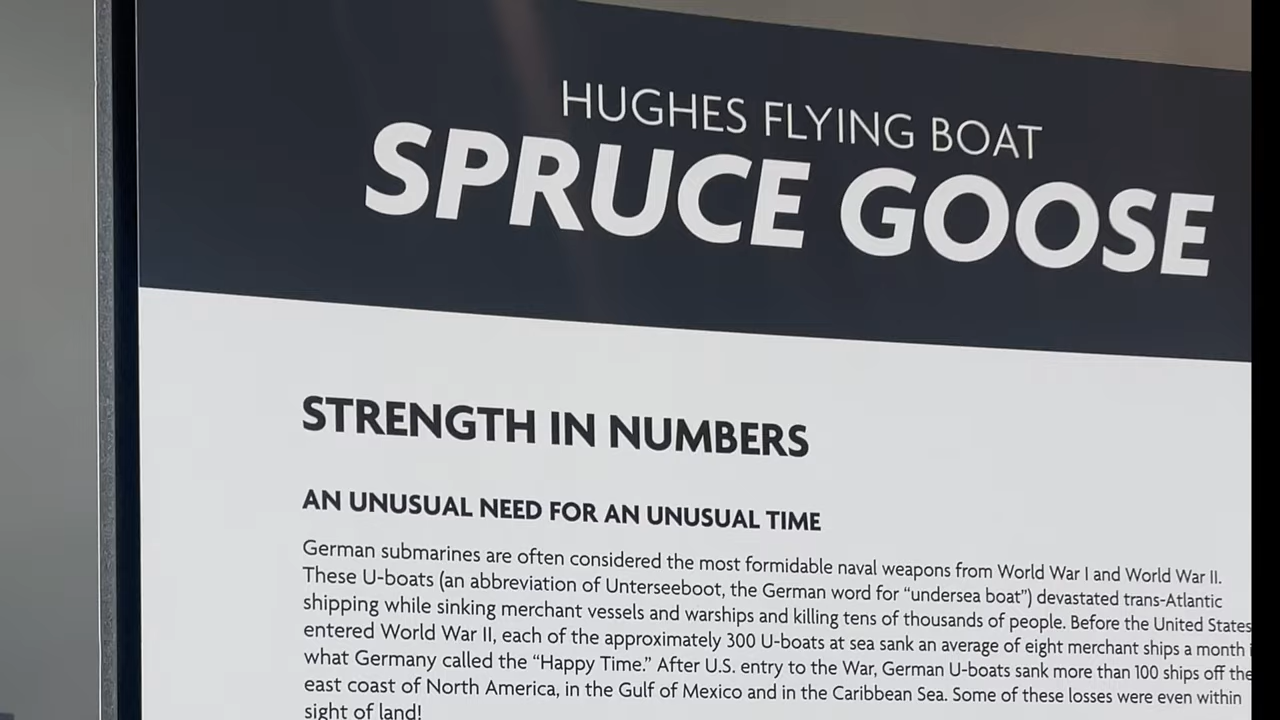 HUGHES FLYING BOAT
SPRUCE GOOSE
STRENGTH IN NUMBERS
AN UNUSUAL NEED FOR AN UNUSUAL TIME
German submarines are often considered the most formidable naval weapons from World War I and World War II.
These U-boats (an abbreviation of Unterseeboot, the German word for “undersea boat”) devastated trans-Atlantic
shipping while sinking merchant vessels and warships and killing tens of thousands of people. Before the United States
entered World War II, each of the approximately 300 U-boats at sea sank an average of eight merchant ships a month
what Germany called the “Happy Time.” After U.S. entry to the War, German U-boats sank more than 100 ships off the
east coast of North America, in the Gulf of Mexico and in the Caribbean Sea. Some of these losses were even within
sight of land!